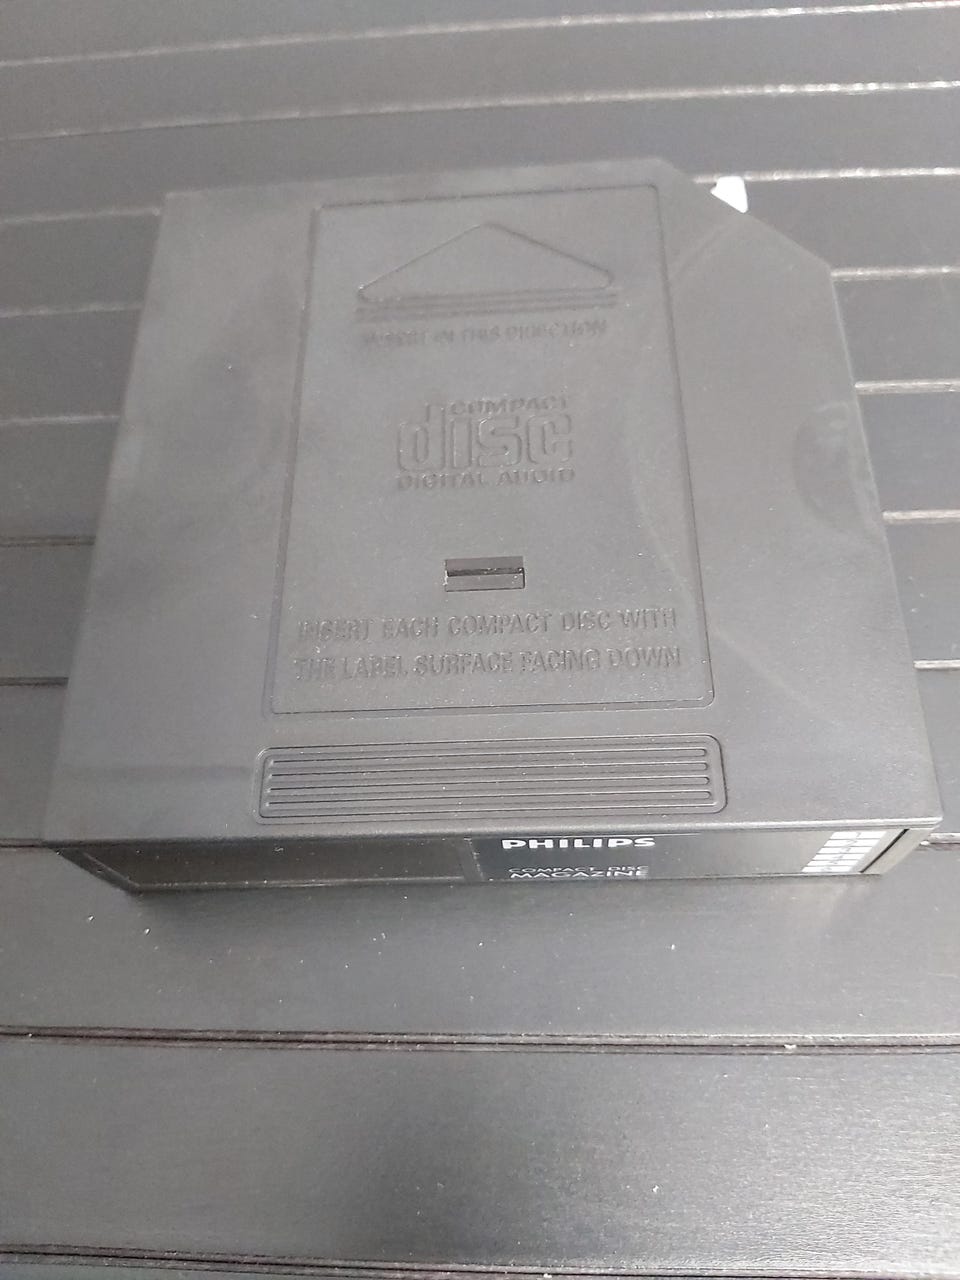 INSERT IN THIS DIRECTION
COMPACT
disc
DIGITAL AUDIO
INSERT EACH COMPACT DISC WITH
THE LABEL SURFACE FACING DOWN
PHILIPS
COMPACT DISC
MAGAZINE